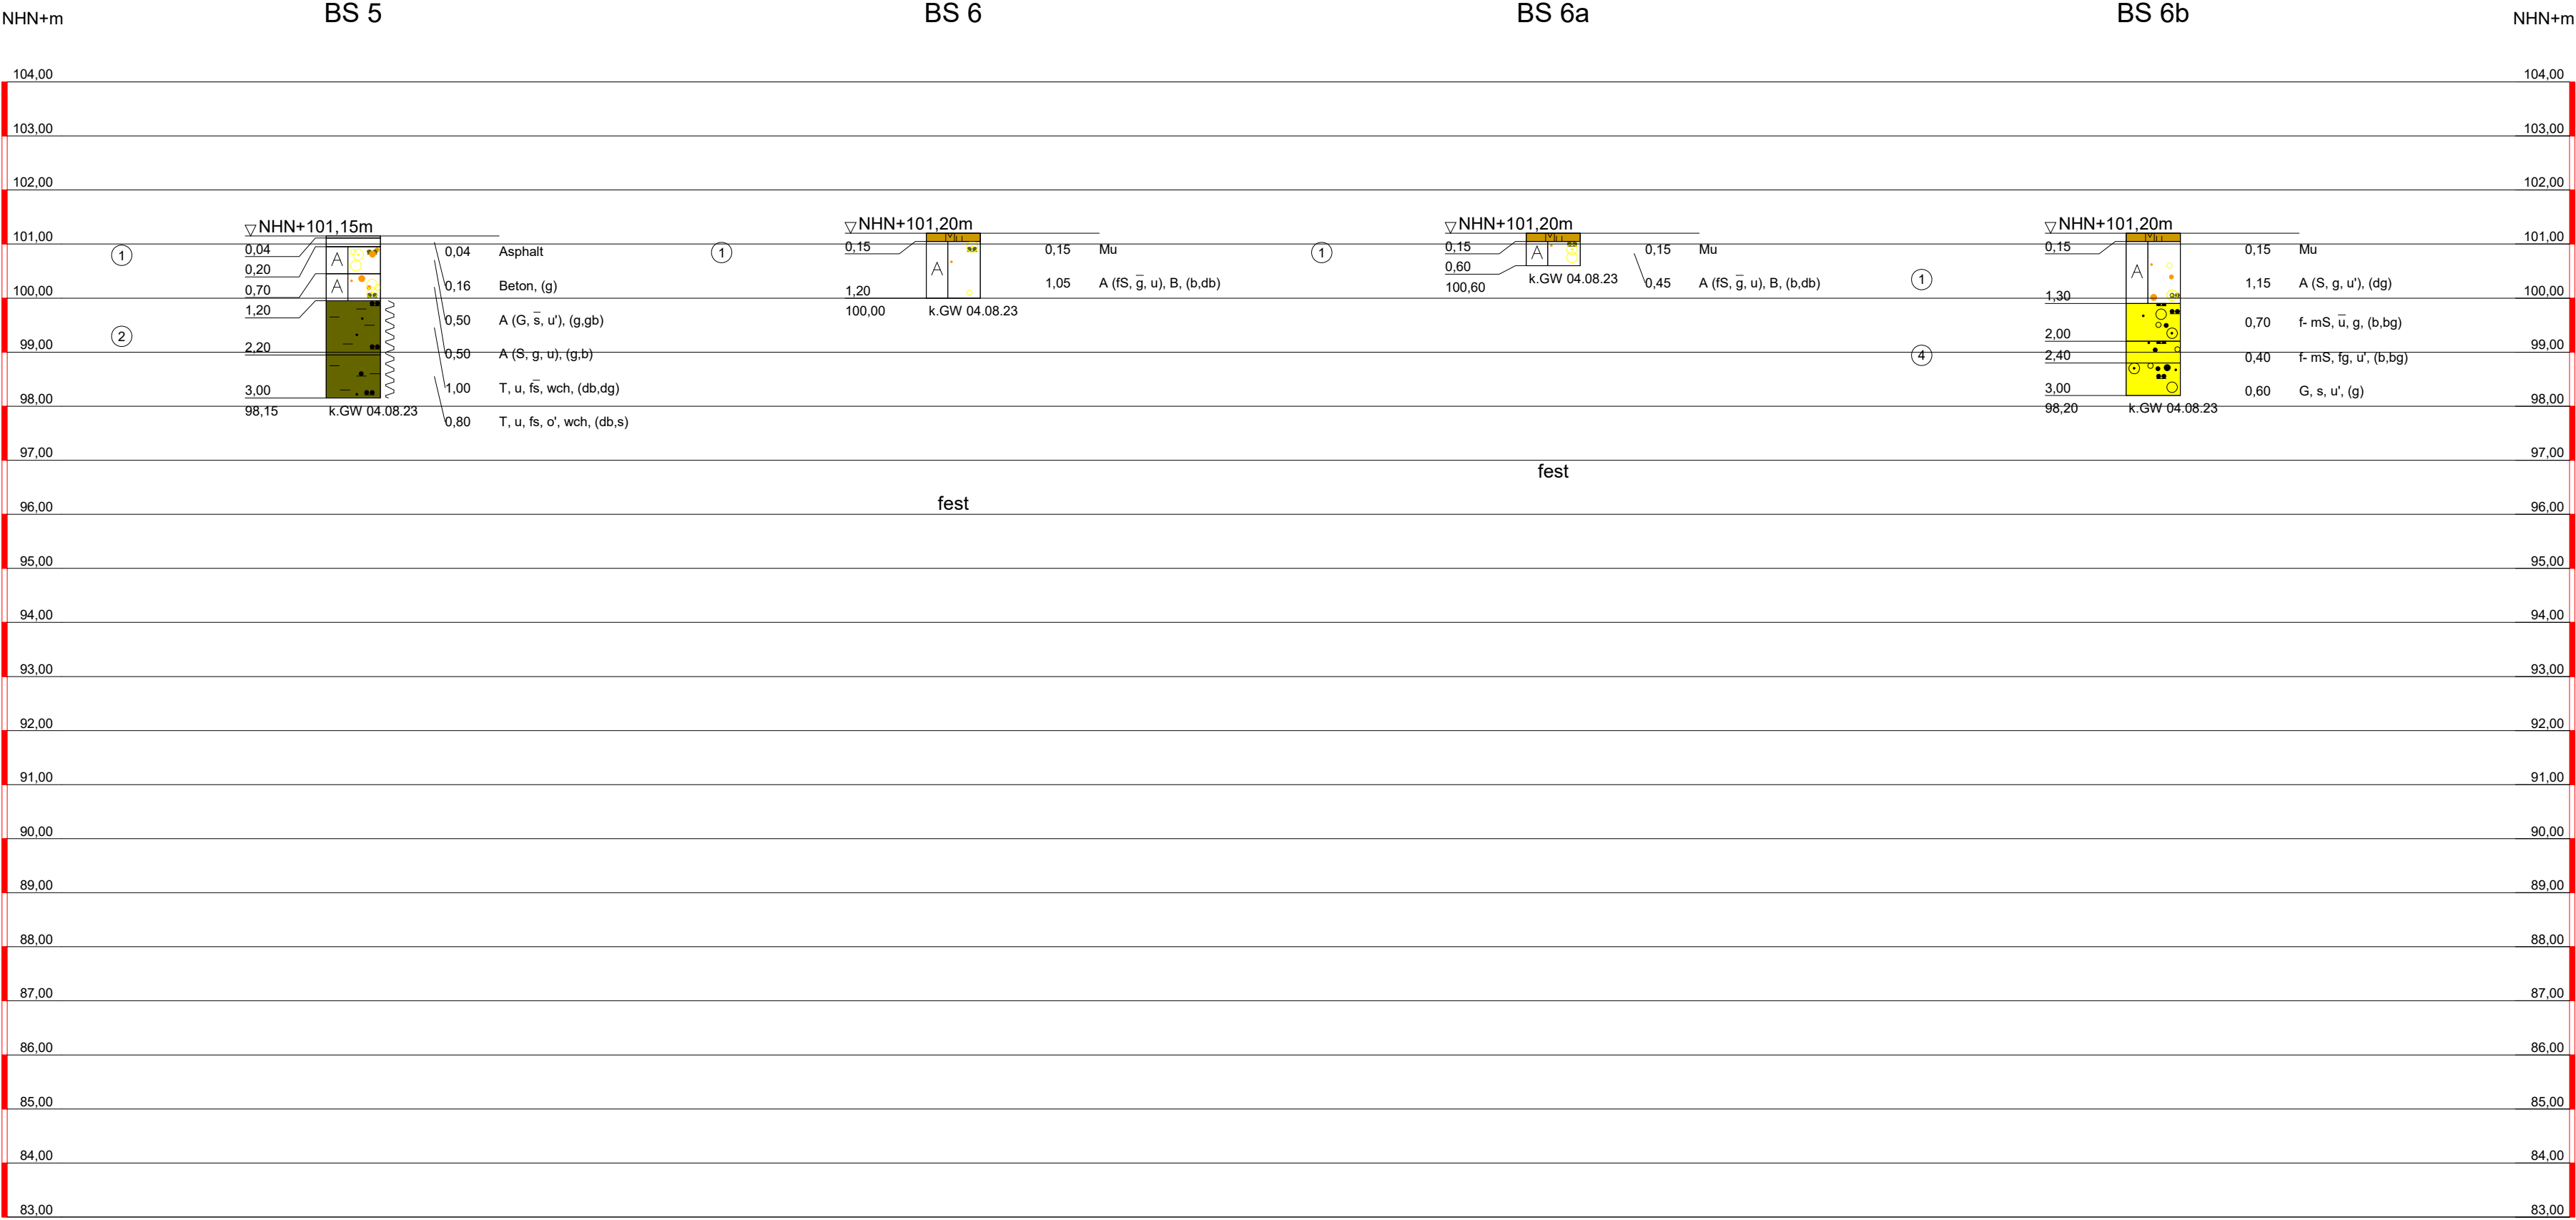 NHN+m
BS 5
BS 6
BS 6a
BS 6b
NHN+m
104,00
104,00
103,00
103,00
102,00
102,00
101,00
101,00
100,00
100,00
99,00
99,00
98,00
98,00
97,00
97,00
96,00
96,00
95,00
95,00
94,00
94,00
93,00
93,00
92,00
92,00
91,00
91,00
90,00
90,00
89,00
89,00
88,00
88,00
87,00
87,00
86,00
86,00
85,00
85,00
84,00
84,00
83,00
83,00
NHN+101,15m
1
2
0,04
0,20
0,70
1,20
2,20
3,00
98,15
A
A
k.GW 04.08.23
0,04 Asphalt
0,16 Beton, (g)
0,50 A (G, s̅, u'), (g,gb)
0,50 A (S, g, u), (g,b)
1,00 T, u, fs̅, wch, (db,dg)
0,80 T, u, fs, o', wch, (db,s)
NHN+101,20m
1
0,15
1,20
100,00
A
k.GW 04.08.23
0,15 Mu
1,05 A (fS, g̅, u), B, (b,db)
fest
NHN+101,20m
1
0,15
0,60
100,60
A
k.GW 04.08.23
0,15 Mu
0,45 A (fS, g̅, u), B, (b,db)
fest
NHN+101,20m
1
4
0,15
1,30
2,00
2,40
3,00
98,20
A
k.GW 04.08.23
0,15 Mu
1,15 A (S, g, u'), (dg)
0,70 f- mS, u̅, g, (b,bg)
0,40 f- mS, fg, u', (b,bg)
0,60 G, s, u', (g)